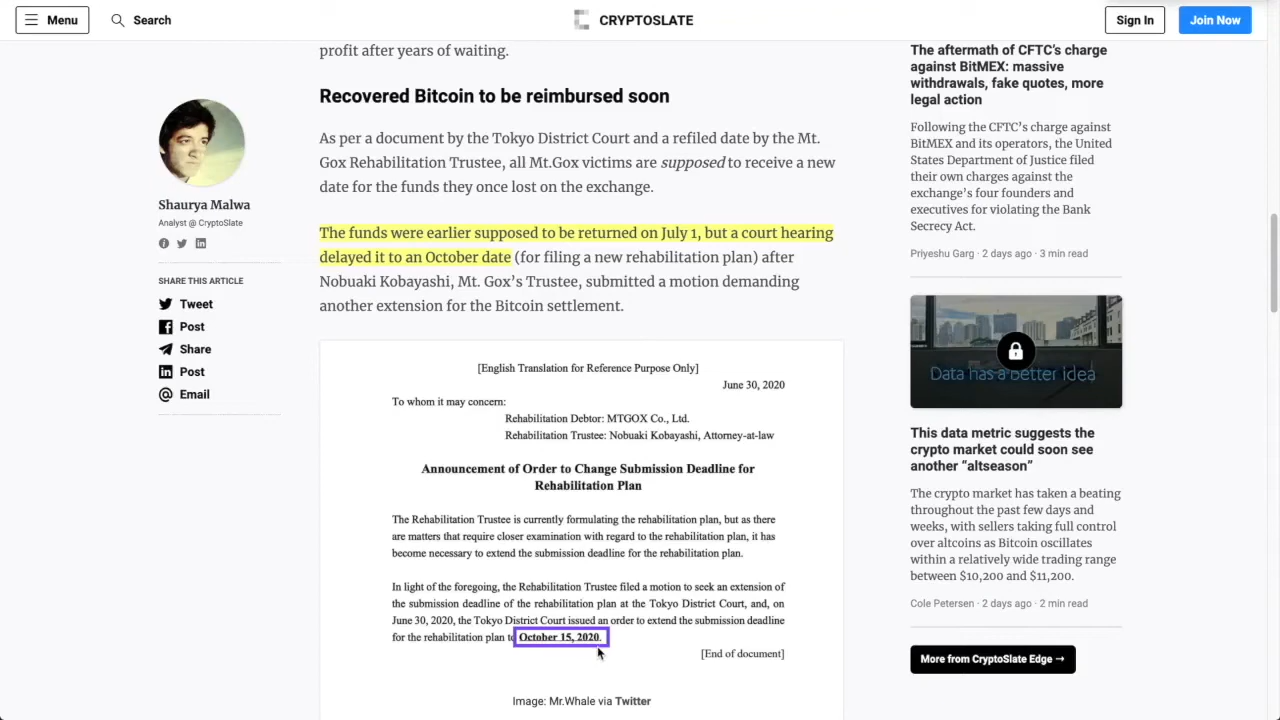 Menu
Search
CRYPTOSLATE
Sign In
Join Now
profit after years of waiting.
Recovered Bitcoin to be reimbursed soon
As per a document by the Tokyo District Court and a refiled date by the Mt.
Gox Rehabilitation Trustee, all Mt.Gox victims are supposed to receive a new
date for the funds they once lost on the exchange.
The funds were earlier supposed to be returned on July 1, but a court hearing
delayed it to an October date (for filing a new rehabilitation plan) after
Nobuaki Kobayashi, Mt. Gox's Trustee, submitted a motion demanding
another extension for the Bitcoin settlement.
[English Translation for Reference Purpose Only]
June 30, 2020
To whom it may concern:
Rehabilitation Debtor: MTGOX Co., Ltd.
Rehabilitation Trustee: Nobuaki Kobayashi, Attorney-at-law
Announcement of Order to Change Submission Deadline for
Rehabilitation Plan
The Rehabilitation Trustee is currently formulating the rehabilitation plan, but as there
are matters that require closer examination with regard to the rehabilitation plan, it has
become necessary to extend the submission deadline for the rehabilitation plan.
In light of the foregoing, the Rehabilitation Trustee filed a motion to seek an extension of
the submission deadline of the rehabilitation plan at the Tokyo District Court, and, on
June 30, 2020, the Tokyo District Court issued an order to extend the submission deadline
for the rehabilitation plan to October 15, 2020.
[End of document]
Image: Mr.Whale via Twitter
Shaurya Malwa
Analyst @ CryptoSlate
SHARE THIS ARTICLE
Tweet
Post
Share
Post
Email
The aftermath of CFTC's charge
against BitMEX: massive
withdrawals, fake quotes, more
legal action
Following the CFTC's charge against
BitMEX and its operators, the United
States Department of Justice filed
their own charges against the
exchange's four founders and
executives for violating the Bank
Secrecy Act.
Priyeshu Garg · 2 days ago · 3 min read
Data has a better idea
This data metric suggests the
crypto market could soon see
another “altseason”
The crypto market has taken a beating
throughout the past few days and
weeks, with sellers taking full control
over altcoins as Bitcoin oscillates
within a relatively wide trading range
between $10,200 and $11,200.
Cole Petersen · 2 days ago · 2 min read
More from CryptoSlate Edge →